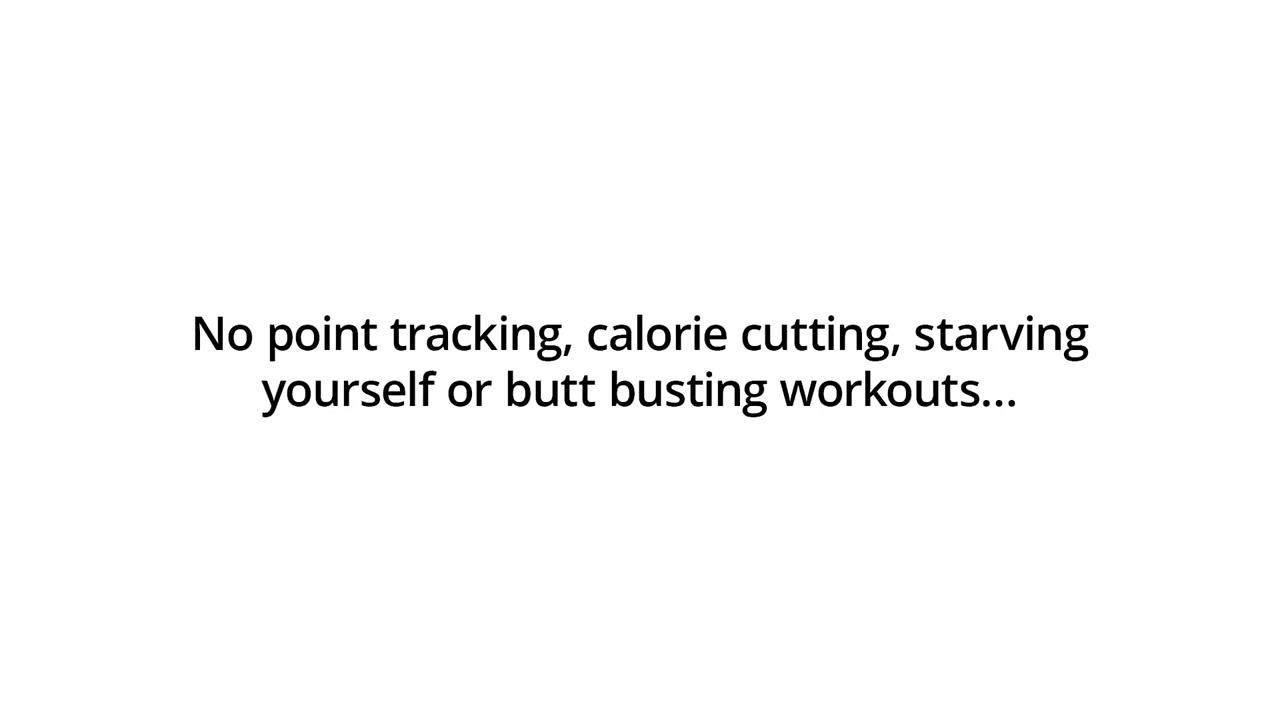 No point tracking, calorie cutting, starving
yourself or butt busting workouts...